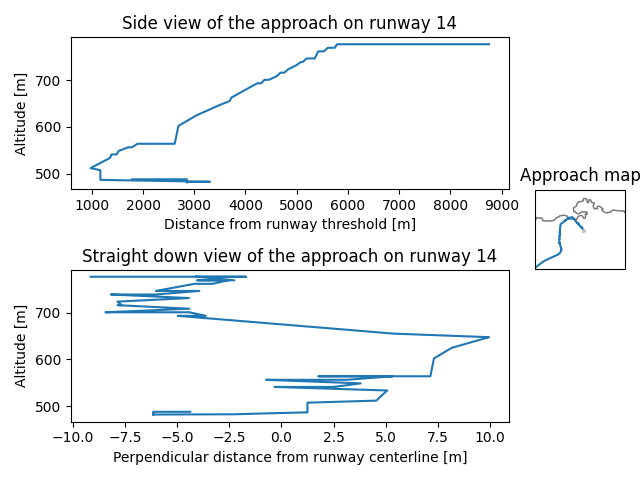 Side view of the approach on runway 14
Altitude [m]
700
600
500
1000 2000 3000 4000 5000 6000 7000 8000 9000
Distance from runway threshold [m]
Approach map
Straight down view of the approach on runway 14
Altitude [m]
700
600
500
−10.0 −7.5 −5.0 −2.5 0.0 2.5 5.0 7.5 10.0
Perpendicular distance from runway centerline [m]